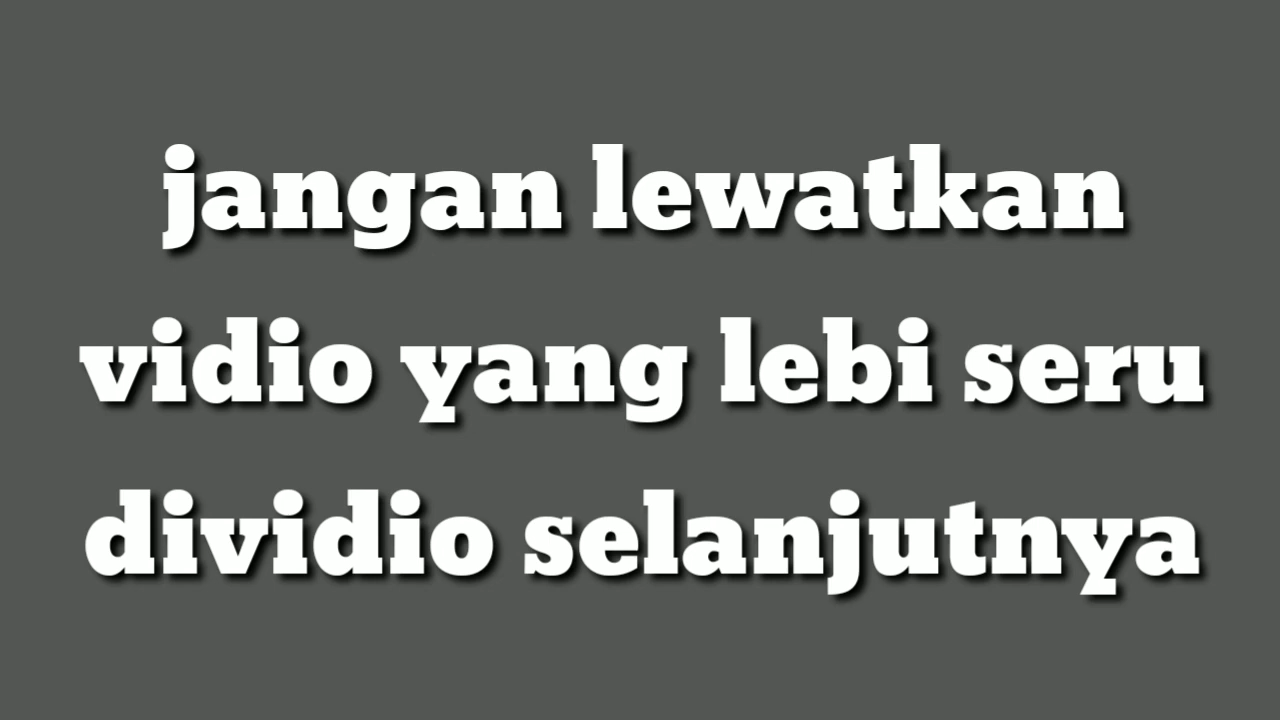 jangan lewatkan
vidio yang lebi seru
dividio selanjutnya